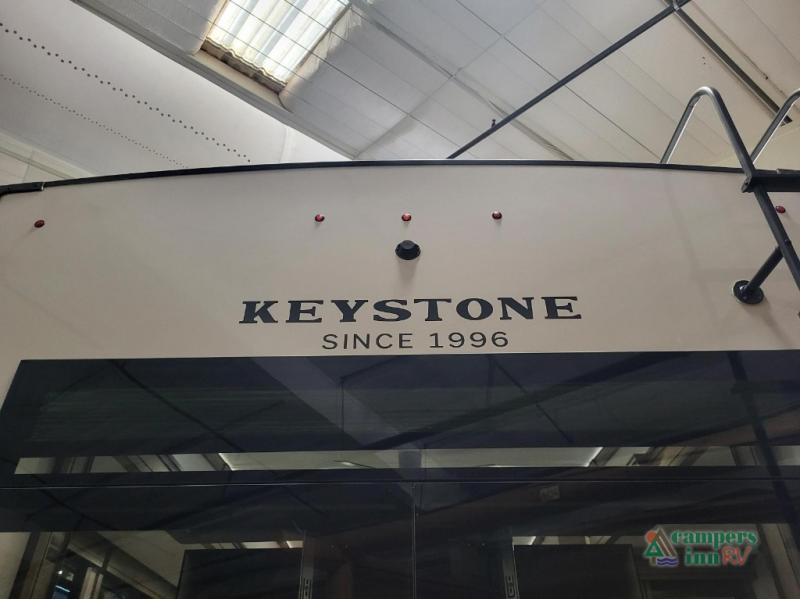 KEYSTONE
SINCE 1996
campers
inn RV